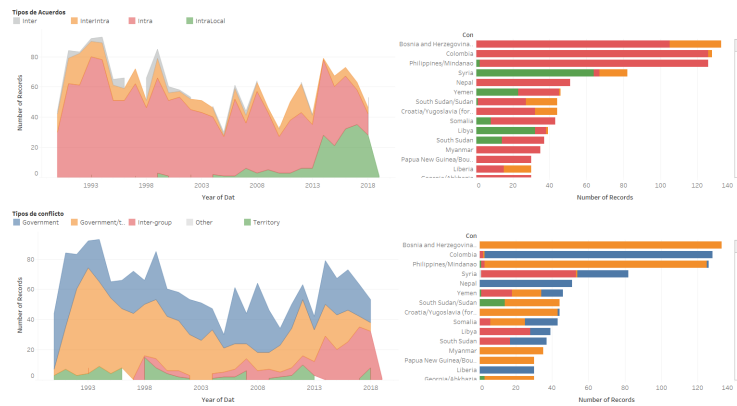 Tipos de Acuerdos
Inter
InterIntra
Intra
IntraLocal
Number of Records
80
60
40
20
0
1993
1998
2003
2008
2013
2018
Year of Dat
Con
Bosnia and Herzegovina..
Colombia
Philippines/Mindanao
Syria
Nepal
Yemen
South Sudan/Sudan
Croatia/Yugoslavia (for..
Somalia
Libya
South Sudan
Myanmar
Papua New Guinea/Bou..
Liberia
Georgia/Abkhazia
0 20 40 60 80 100 120 140
Number of Records
Tipos de conflicto
Government
Government/t..
Inter-group
Other
Territory
Number of Records
80
60
40
20
0
1993
1998
2003
2008
2013
2018
Year of Dat
Con
Bosnia and Herzegovina..
Colombia
Philippines/Mindanao
Syria
Nepal
Yemen
South Sudan/Sudan
Croatia/Yugoslavia (for..
Somalia
Libya
South Sudan
Myanmar
Papua New Guinea/Bou..
Liberia
Georgia/Abkhazia
0 20 40 60 80 100 120 140
Number of Records